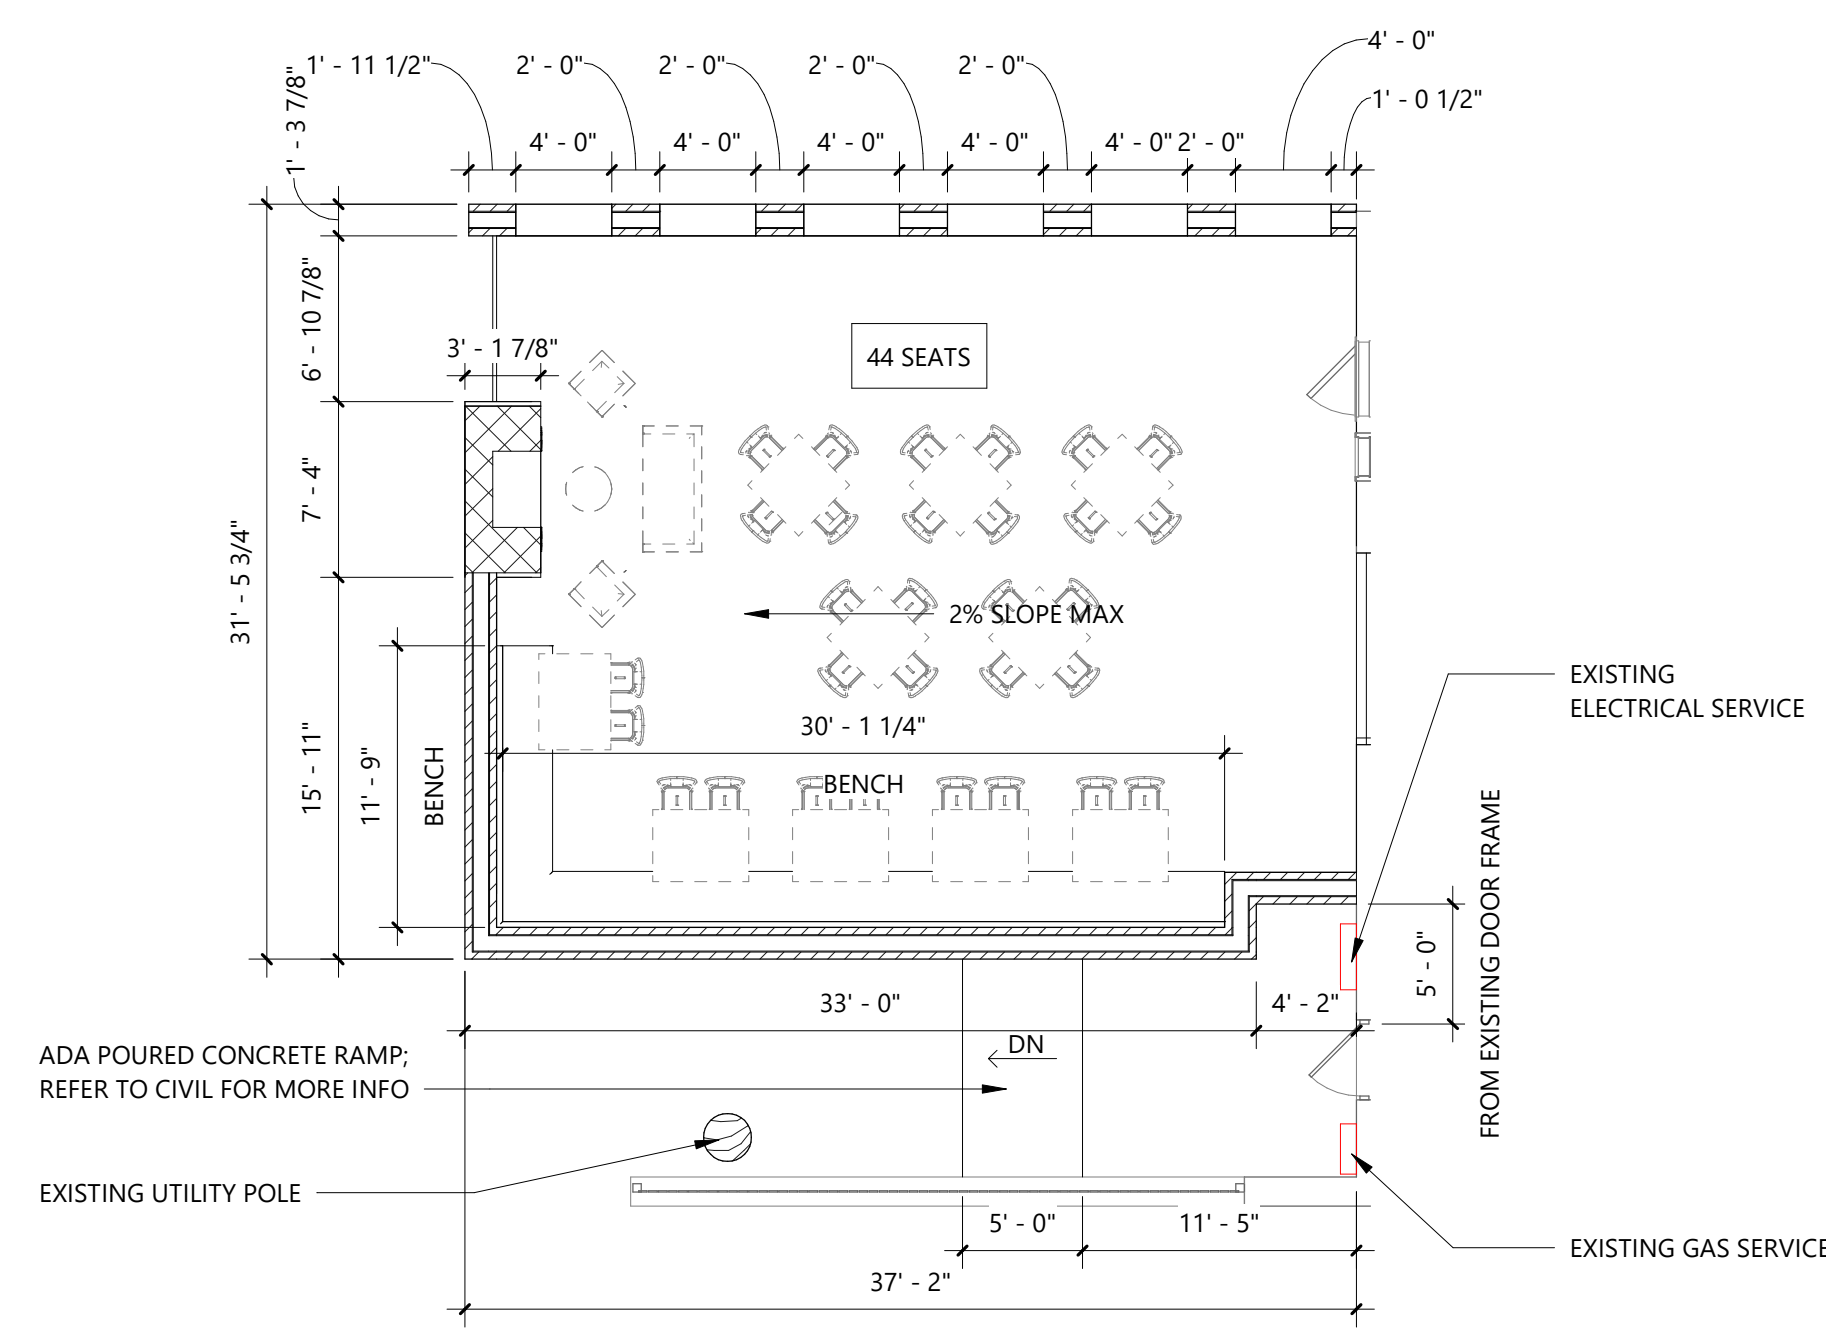 4' - 0"
1' - 11 1/2"
2' - 0"
2' - 0"
2' - 0"
2' - 0"
1' - 0 1/2"
1' - 3 7/8"
4' - 0"
4' - 0"
4' - 0"
4' - 0"
4' - 0"
2' - 0"
6' - 10 7/8"
3' - 1 7/8"
44 SEATS
7' - 4"
31' - 5 3/4"
2% SLOPE MAX
EXISTING
ELECTRICAL SERVICE
30' - 1 1/4"
15' - 11"
11' - 9"
BENCH
BENCH
5' - 0"
FROM EXISTING DOOR FRAME
33' - 0"
4' - 2"
DN
ADA POURED CONCRETE RAMP;
REFER TO CIVIL FOR MORE INFO
EXISTING UTILITY POLE
5' - 0"
11' - 5"
EXISTING GAS SERVICE
37' - 2"